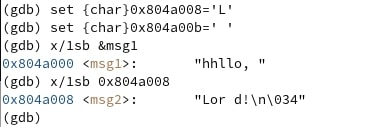 (gdb) set {char}0x804a008='L'
(gdb) set {char}0x804a00b=' '
(gdb) x/1sb &msg1
0x804a000 <msg1>: "hhllo, "
(gdb) x/1sb 0x804a008
0x804a008 <msg2>: "Lor d!\n\034"
(gdb)